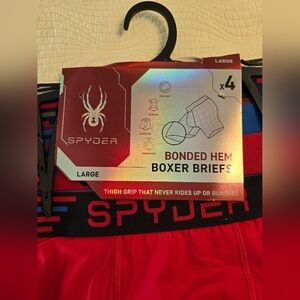 LARGE
x4
SPYDER
BONDED HEM
BOXER BRIEFS
LARGE
THIGH GRIP THAT NEVER RIDES UP OR BUNCHES
SPYDER